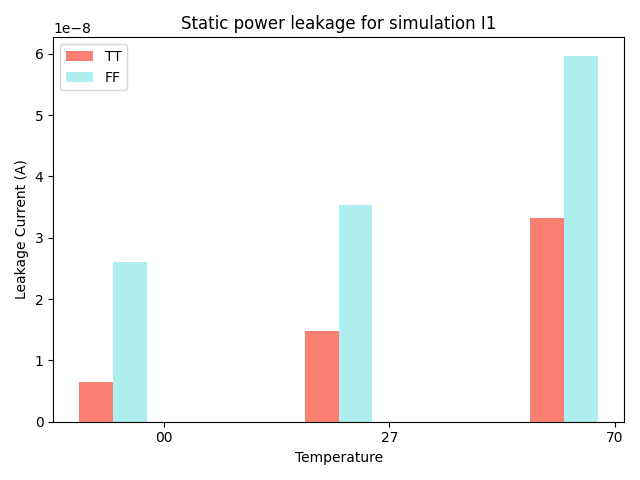 Static power leakage for simulation I1
1e−8
TT
FF
6
5
4
3
2
1
0
Leakage Current (A)
00
27
70
Temperature